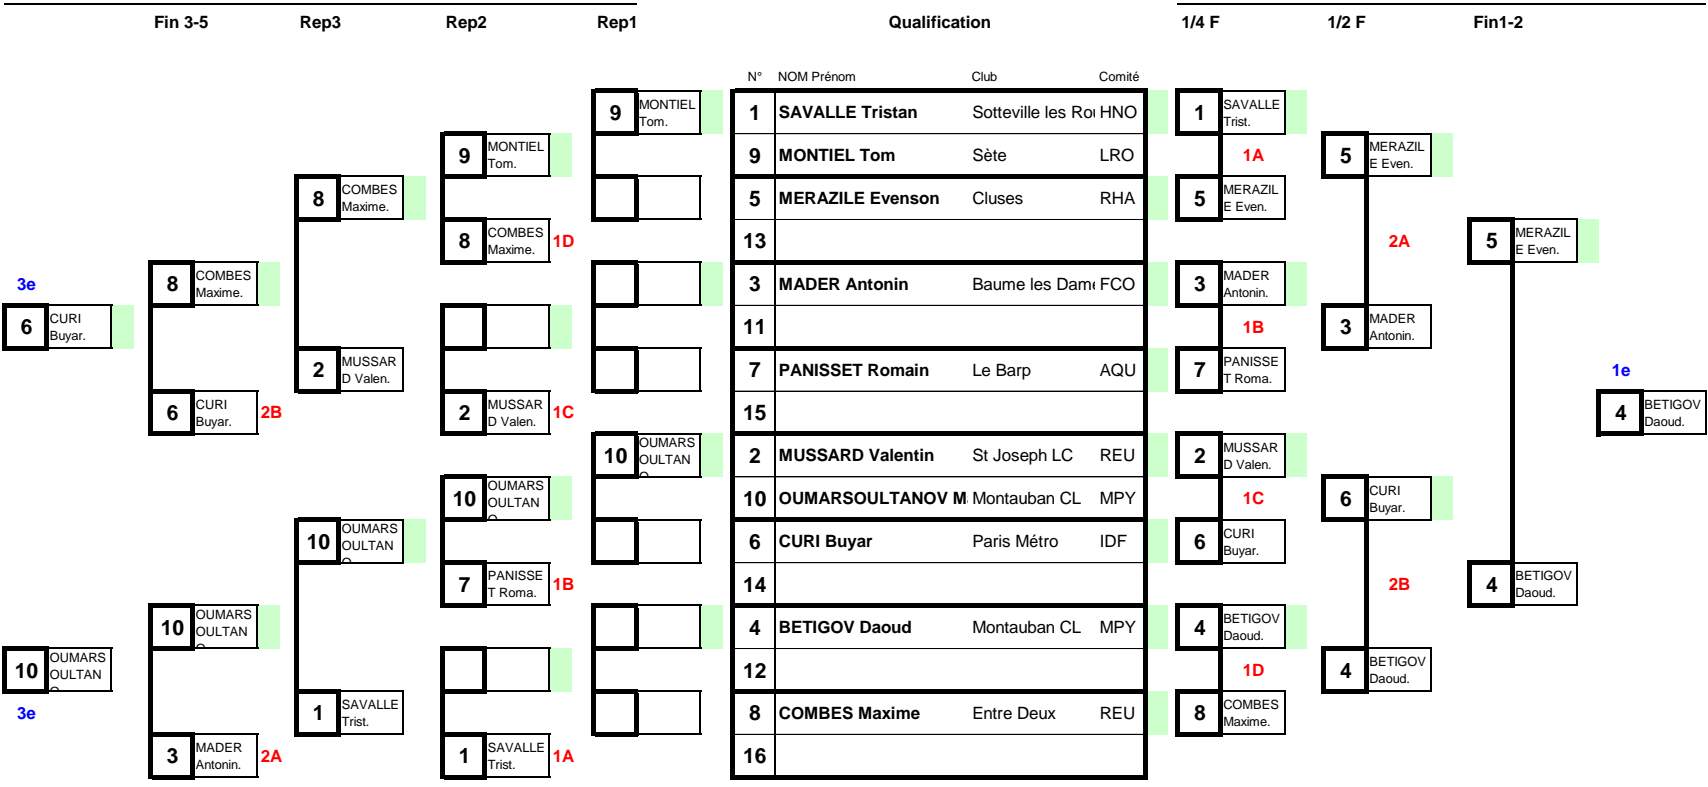 Fin 3-5 Rep3 Rep2 Rep1 Qualification 1/4 F 1/2 F Fin1-2
N° NOM Prénom Club Comité
9 MONTIEL Tom. 1 SAVALLE Tristan Sotteville les Rou HNO 1 SAVALLE Trist.
9 MONTIEL Tom. 9 MONTIEL Tom Sète LRO 1A 5 MERAZIL E Even.
8 COMBES Maxime. 5 MERAZILE Evenson Cluses RHA 5 MERAZIL E Even.
8 COMBES Maxime. 1D 13 2A 5 MERAZIL E Even.
3e 8 COMBES Maxime. 3 MADER Antonin Baume les Dame FCO 3 MADER Antonin.
6 CURI Buyar. 11 1B 3 MADER Antonin.
2 MUSSAR D Valen. 7 PANISSET Romain Le Barp AQU 7 PANISSE T Roma. 1e
6 CURI Buyar. 2B 2 MUSSAR D Valen. 1C 15 4 BETIGOV Daoud.
10 OUMARS OULTAN 2 MUSSARD Valentin St Joseph LC REU 2 MUSSAR D Valen.
10 OUMARS OULTAN 10 OUMARSOULTANOV M Montauban CL MPY 1C 6 CURI Buyar.
10 OUMARS OULTAN 6 CURI Buyar Paris Métro IDF 6 CURI Buyar.
7 PANISSE T Roma. 1B 14 2B 4 BETIGOV Daoud.
10 OUMARS OULTAN 4 BETIGOV Daoud Montauban CL MPY 4 BETIGOV Daoud.
10 OUMARS OULTAN 12 1D 4 BETIGOV Daoud.
3e 1 SAVALLE Trist. 8 COMBES Maxime Entre Deux REU 8 COMBES Maxime.
3 MADER Antonin. 2A 1 SAVALLE Trist. 1A 16